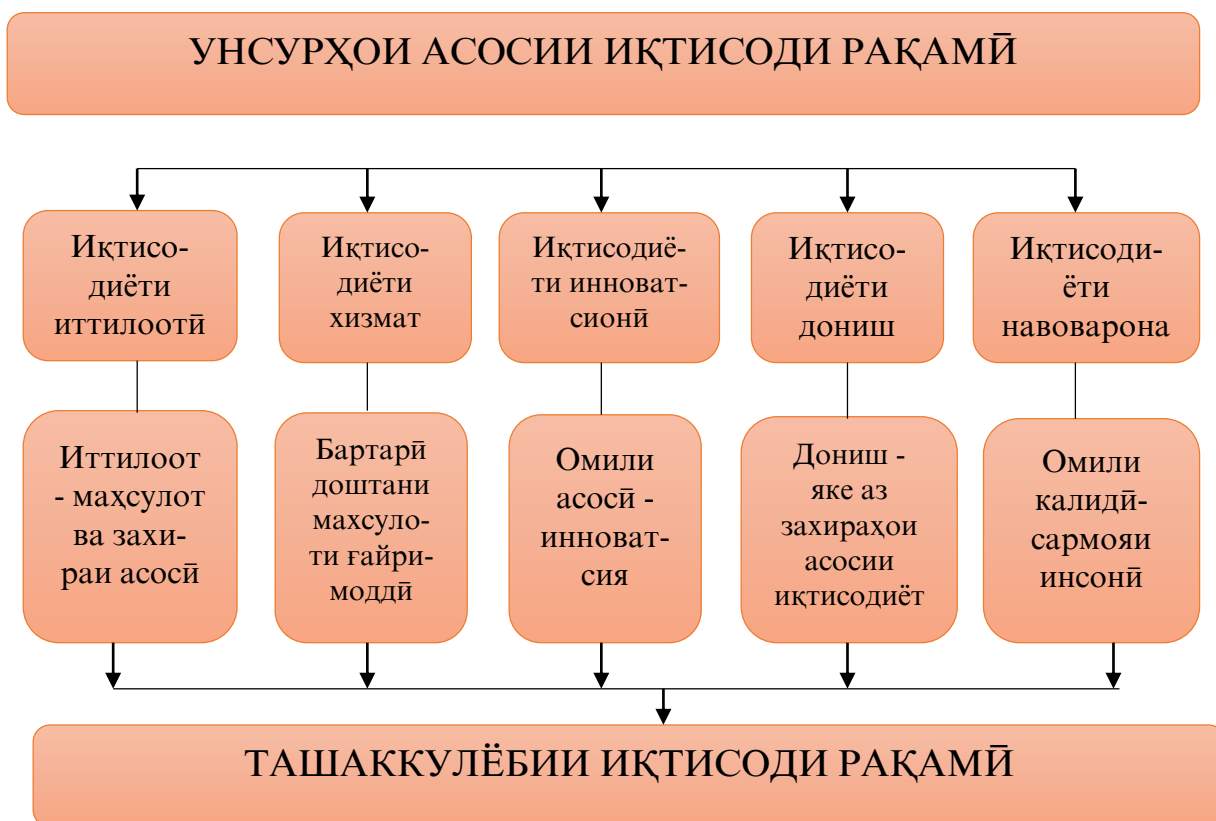 УНСУРҲОИ АСОСИИ ИҚТИСОДИ РАҚАМӢ
Иқтисо-
диёти
иттилоотӣ
Иқтисо-
диёти
хизмат
Иқтисодиё-
ти инноват-
сионӣ
Иқтисо-
диёти
дониш
Иқтисоди-
ёти
навоварона
Иттилоот
- маҳсулот
ва захи-
раи асосӣ
Бартарӣ
доштани
махсуло-
ти ғайри-
моддӣ
Омили
асосӣ -
инноват-
сия
Дониш -
яке аз
захираҳои
асосии
иқтисодиёт
Омили
калидӣ-
сармояи
инсонӣ
ТАШАККУЛЁБИИ ИҚТИСОДИ РАҚАМӢ